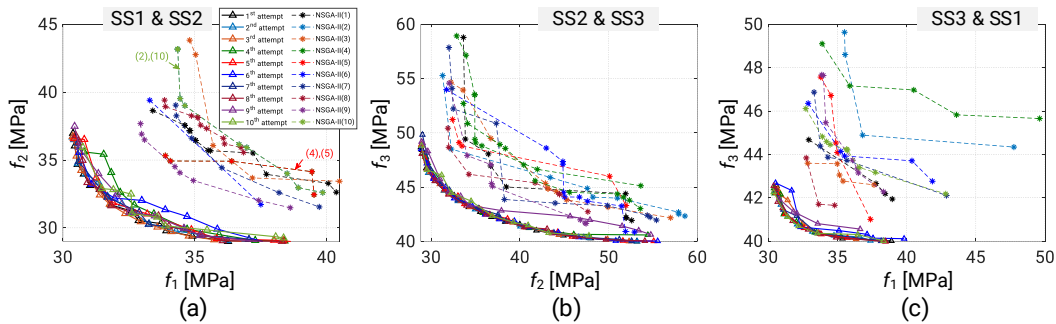 SS1 & SS2
45
40
35
30
f2 [MPa]
30
35
40
f1 [MPa]
(a)
(2),(10)
(4),(5)
1st attempt
2nd attempt
3rd attempt
4th attempt
5th attempt
6th attempt
7th attempt
8th attempt
9th attempt
10th attempt
NSGA-II(1)
NSGA-II(2)
NSGA-II(3)
NSGA-II(4)
NSGA-II(5)
NSGA-II(6)
NSGA-II(7)
NSGA-II(8)
NSGA-II(9)
NSGA-II(10)
SS2 & SS3
60
55
50
45
40
f3 [MPa]
30
40
50
60
f2 [MPa]
(b)
SS3 & SS1
50
45
40
f3 [MPa]
30
35
40
45
50
f1 [MPa]
(c)